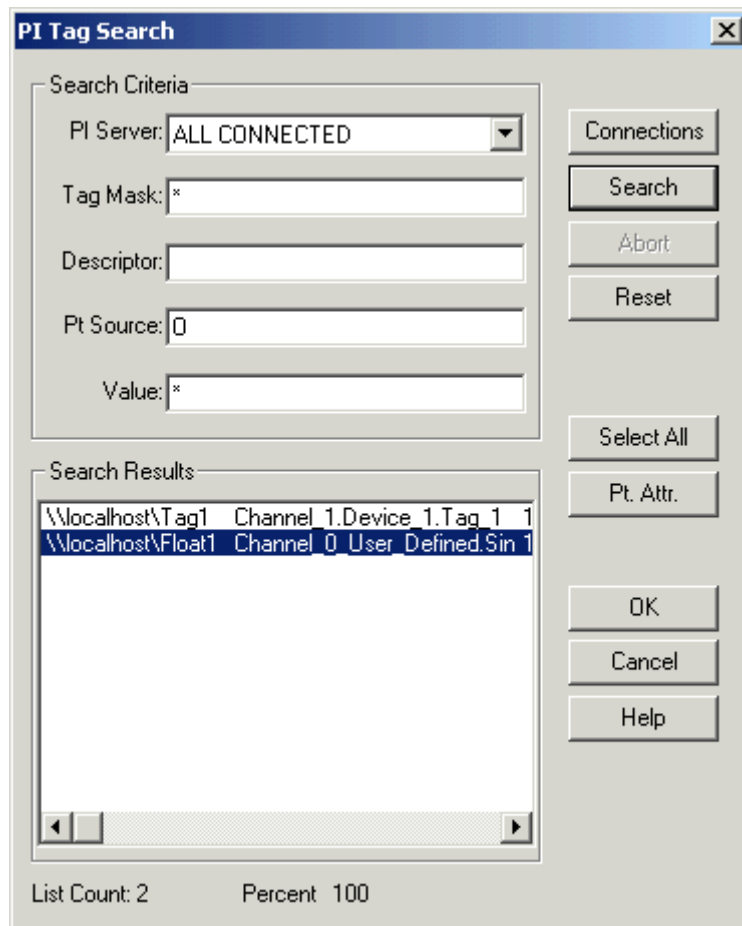 PI Tag Search
Search Criteria
PI Server: ALL CONNECTED
Tag Mask: *
Descriptor:
Pt Source: O
Value: *
Connections
Search
Abort
Reset
Select All
Pt. Attr.
Search Results
\\localhost\Tag1 Channel_1.Device_1.Tag_1 1
\\localhost\Float1 Channel_0_User_Defined.Sin 1
OK
Cancel
Help
List Count: 2 Percent 100